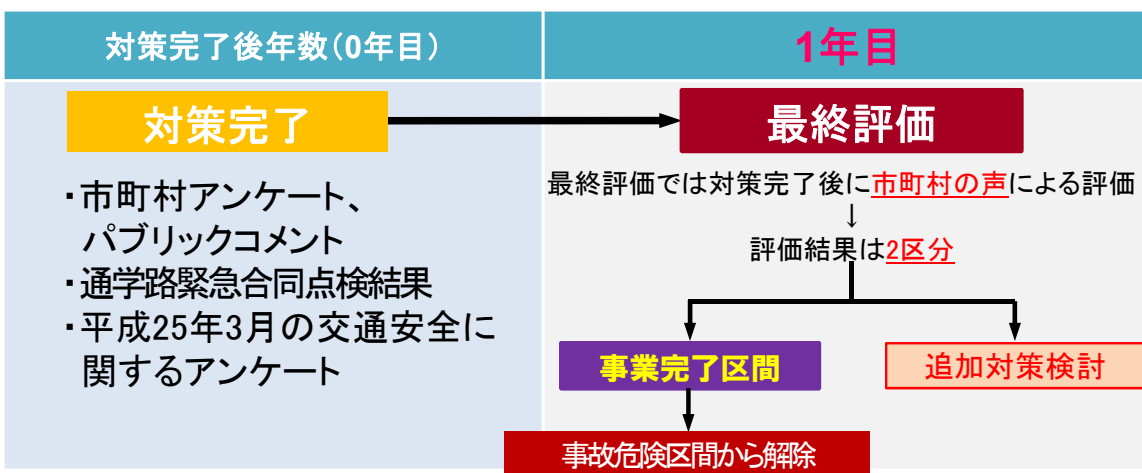 対策完了後年数(0年目)
1年目
対策完了
・市町村アンケート、
パブリックコメント
・通学路緊急合同点検結果
・平成25年3月の交通安全に
関するアンケート
最終評価
最終評価では対策完了後に市町村の声による評価
↓
評価結果は2区分
事業完了区間
追加対策検討
事故危険区間から解除